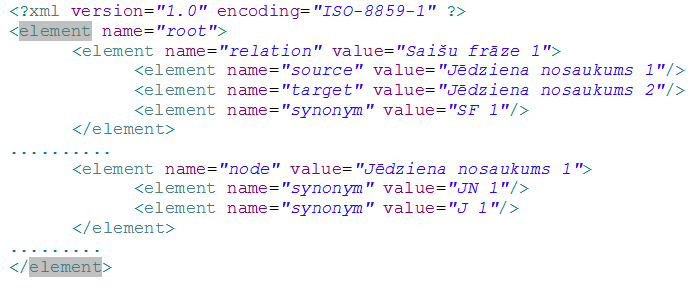 <?xml version="1.0" encoding="ISO-8859-1" ?>
<element name="root">
<element name="relation" value="Saišu frāze 1">
<element name="source" value="Jēdziena nosaukums 1"/>
<element name="target" value="Jēdziena nosaukums 2"/>
<element name="synonym" value="SF 1"/>
</element>
..........
<element name="node" value="Jēdziena nosaukums 1">
<element name="synonym" value="JN 1"/>
<element name="synonym" value="J 1"/>
</element>
.........
</element>